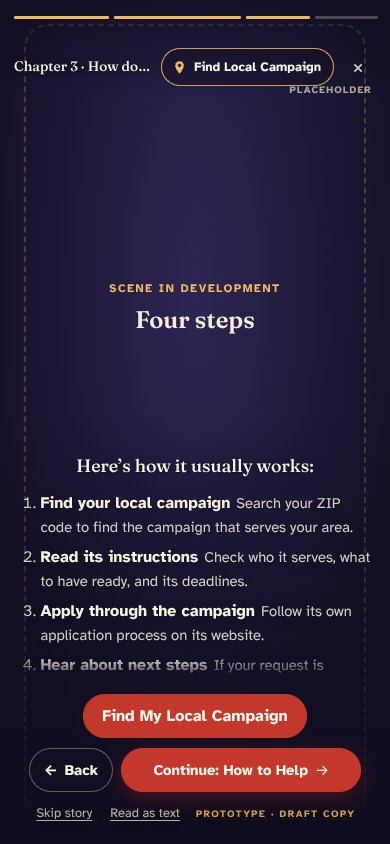 Chapter 3 · How do...
Find Local Campaign
×
PLACEHOLDER
SCENE IN DEVELOPMENT
Four steps
Here’s how it usually works:
1. Find your local campaign Search your ZIP
code to find the campaign that serves your area.
2. Read its instructions Check who it serves, what
to have ready, and its deadlines.
3. Apply through the campaign Follow its own
application process on its website.
4. Hear about next steps If your request is
Find My Local Campaign
← Back
Continue: How to Help →
Skip story
Read as text
PROTOTYPE · DRAFT COPY